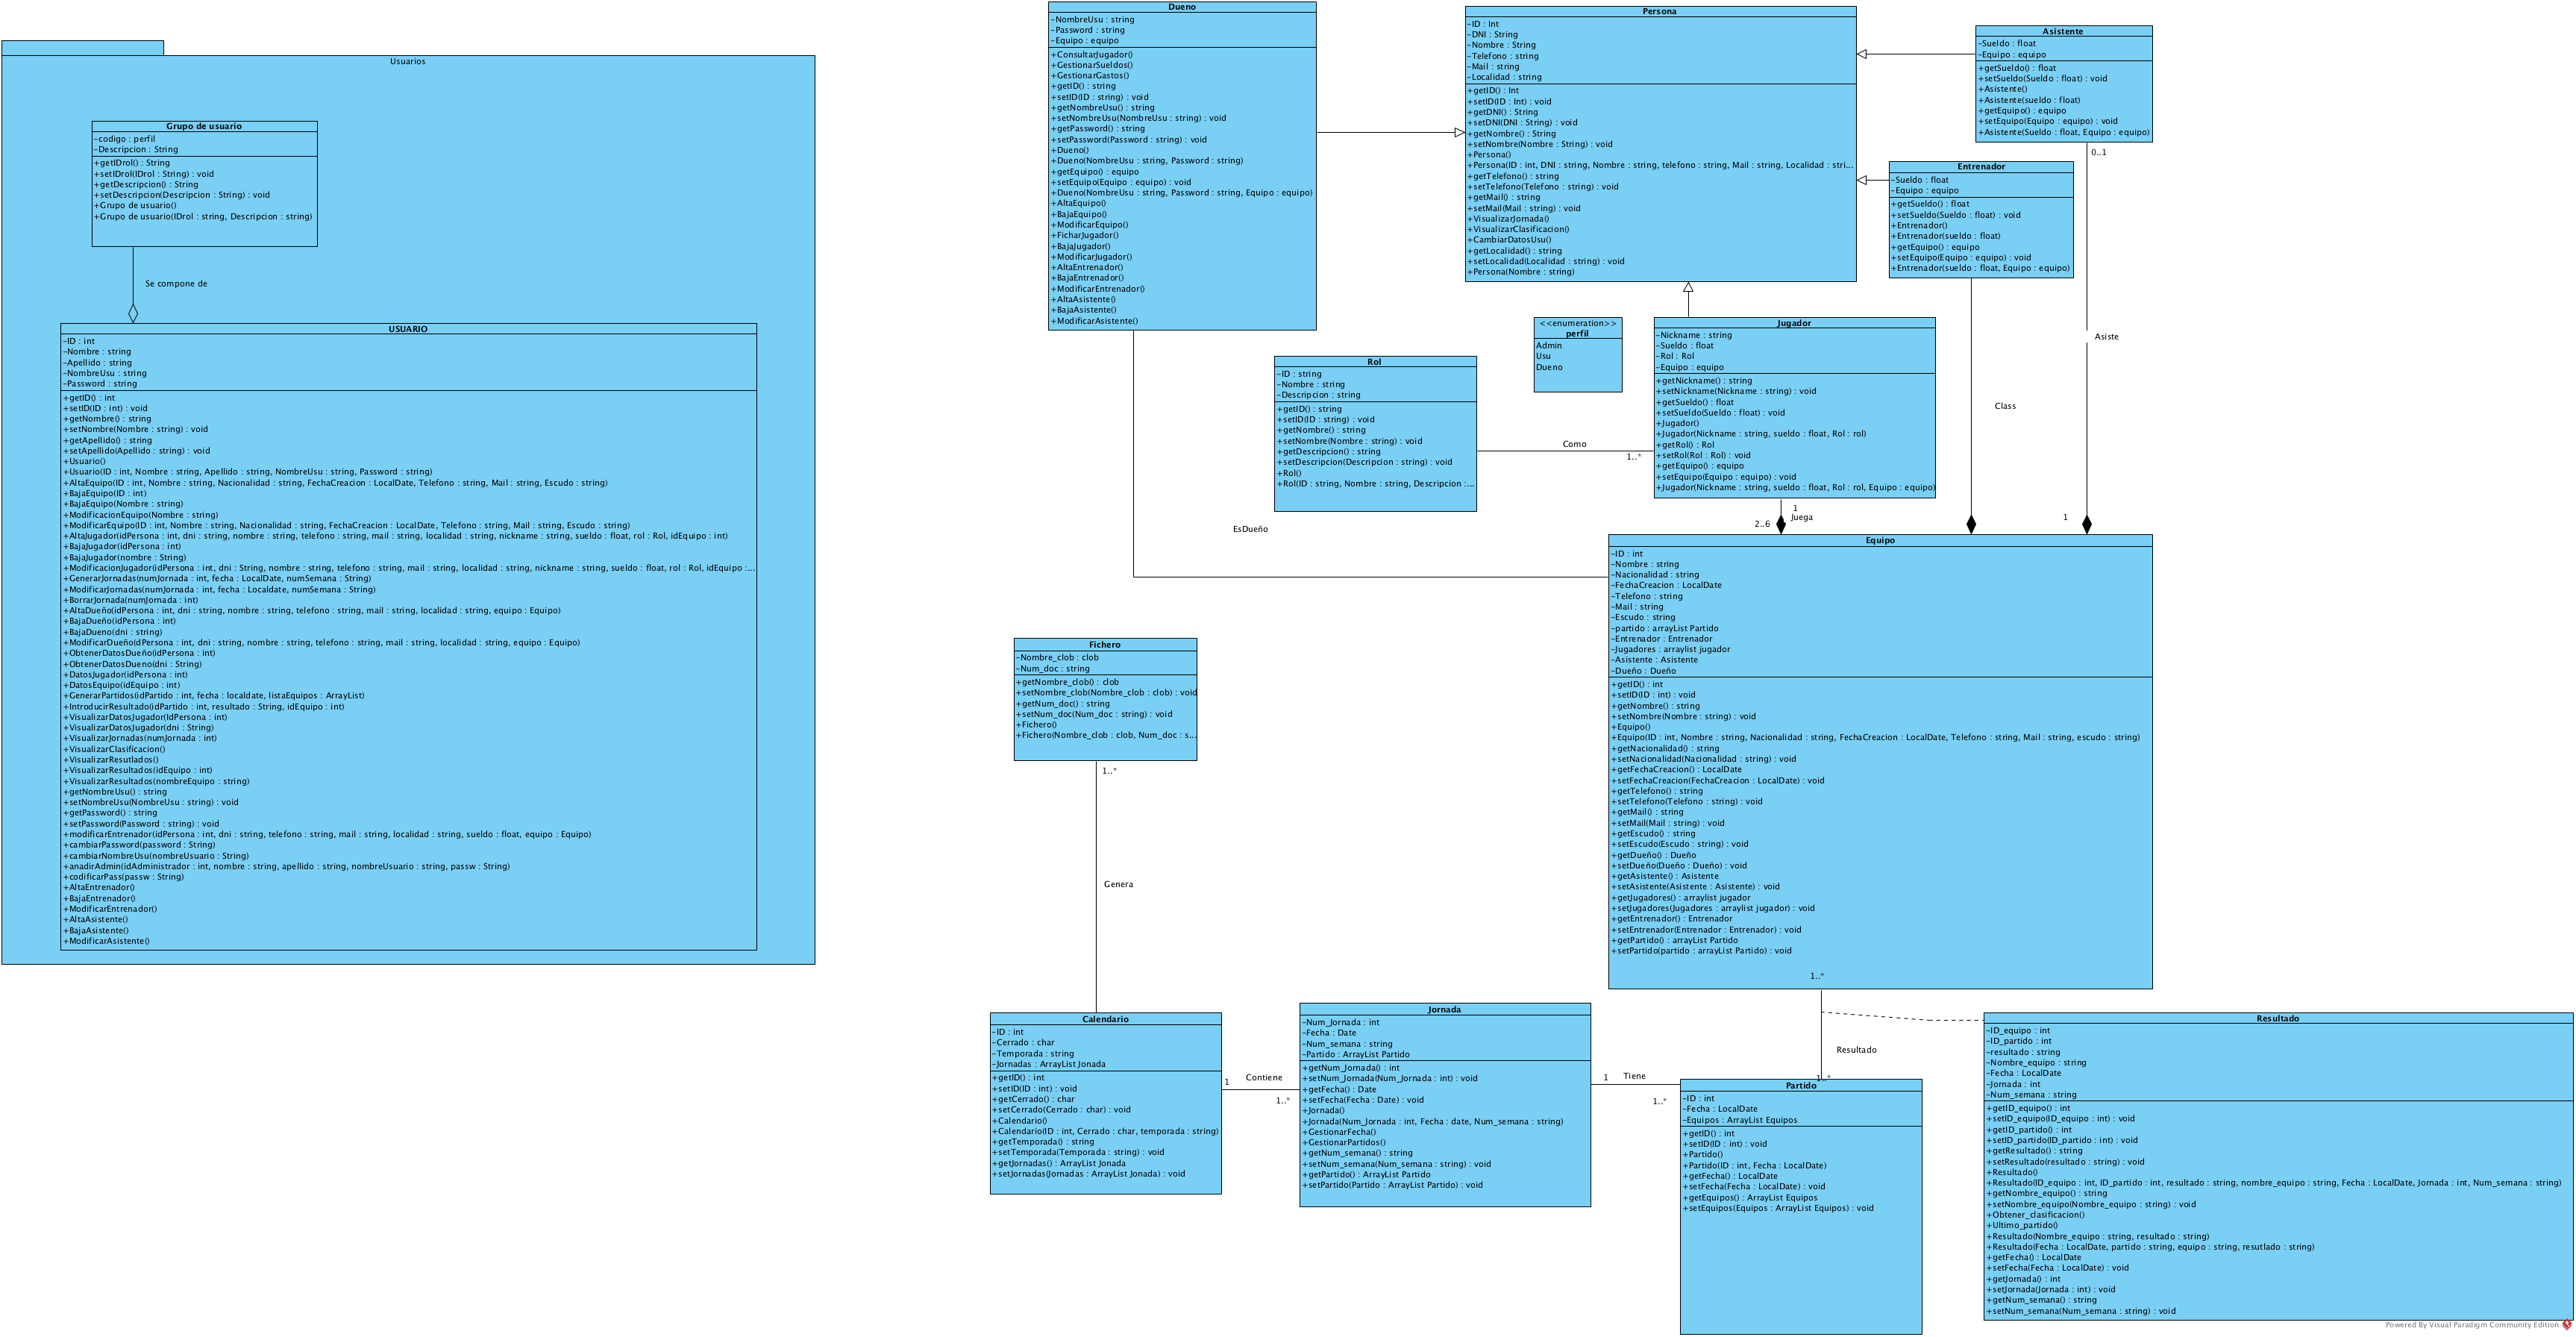 Usuarios
Grupo de usuario
-codigo : perfil
-Descripcion : String
+getIDrol() : String
+setIDrol(IDrol : String) : void
+getDescripcion() : String
+setDescripcion(Descripcion : String) : void
+Grupo de usuario()
+Grupo de usuario(IDrol : string, Descripcion : string)
Se compone de
USUARIO
-ID : int
-Nombre : string
-Apellido : string
-NombreUsu : string
-Password : string
+getID() : int
+setID(ID : int) : void
+getNombre() : string
+setNombre(Nombre : string) : void
+getApellido() : string
+setApellido(Apellido : string) : void
+Usuario()
+Usuario(ID : int, Nombre : string, Apellido : string, NombreUsu : string, Password : string)
+AltaEquipo(ID : int, Nombre : string, Nacionalidad : string, FechaCreacion : LocalDate, Telefono : string, Mail : string, Escudo : string)
+BajaEquipo(ID : int)
+BajaEquipo(Nombre : string)
+ModificacionEquipo(Nombre : string)
+ModificarEquipo(ID : int, Nombre : string, Nacionalidad : string, FechaCreacion : LocalDate, Telefono : string, Mail : string, Escudo : string)
+AltaJugador(idPersona : int, dni : string, nombre : string, telefono : string, mail : string, localidad : string, nickname : string, sueldo : float, rol : Rol, idEquipo : int)
+BajaJugador(idPersona : int)
+BajaJugador(nombre : String)
+ModificacionJugador(idPersona : int, dni : String, nombre : string, telefono : string, mail : string, localidad : string, nickname : string, sueldo : float, rol : Rol, idEquipo :...
+GenerarJornadas(numJornada : int, fecha : LocalDate, numSemana : String)
+ModificarJornadas(numJornada : int, fecha : Localdate, numSemana : String)
+BorrarJornada(numJornada : int)
+AltaDueño(idPersona : int, dni : string, nombre : string, telefono : string, mail : string, localidad : string, equipo : Equipo)
+BajaDueño(idPersona : int)
+BajaDueno(dni : string)
+ModificarDueño(dPersona : int, dni : string, nombre : string, telefono : string, mail : string, localidad : string, equipo : Equipo)
+ObtenerDatosDueño(idPersona : int)
+ObtenerDatosDueno(dni : String)
+DatosJugador(idPersona : int)
+DatosEquipo(idEquipo : int)
+GenerarPartidos(idPartido : int, fecha : localdate, listaEquipos : ArrayList)
+IntroducirResultado(idPartido : int, resultado : String, idEquipo : int)
+VisualizarDatosJugador(IdPersona : int)
+VisualizarDatosJugador(dni : String)
+VisualizarJornadas(numJornada : int)
+VisualizarClasificacion()
+VisualizarResutlados()
+VisualizarResultados(idEquipo : int)
+VisualizarResultados(nombreEquipo : string)
+getNombreUsu() : string
+setNombreUsu(NombreUsu : string) : void
+getPassword() : string
+setPassword(Password : string) : void
+modificarEntrenador(idPersona : int, dni : string, telefono : string, mail : string, localidad : string, sueldo : float, equipo : Equipo)
+cambiarPassword(password : String)
+cambiarNombreUsu(nombreUsuario : String)
+anadirAdmin(idAdministrador : int, nombre : string, apellido : string, nombreUsuario : string, passw : String)
+codificarPass(passw : String)
+AltaEntrenador()
+BajaEntrenador()
+ModificarEntrenador()
+AltaAsistente()
+BajaAsistente()
+ModificarAsistente()
Dueno
-NombreUsu : string
-Password : string
-Equipo : equipo
+ConsultarJugador()
+GestionarSueldos()
+GestionarGastos()
+getID() : string
+setID(ID : string) : void
+getNombreUsu() : string
+setNombreUsu(NombreUsu : string) : void
+getPassword() : string
+setPassword(Password : string) : void
+Dueno()
+Dueno(NombreUsu : string, Password : string)
+getEquipo() : equipo
+setEquipo(Equipo : equipo) : void
+Dueno(NombreUsu : string, Password : string, Equipo : equipo)
+AltaEquipo()
+BajaEquipo()
+ModificarEquipo()
+FicharJugador()
+BajaJugador()
+ModificarJugador()
+AltaEntrenador()
+BajaEntrenador()
+ModificarEntrenador()
+AltaAsistente()
+BajaAsistente()
+ModificarAsistente()
Persona
-ID : Int
-DNI : String
-Nombre : String
-Telefono : string
-Mail : string
-Localidad : string
+getID() : Int
+setID(ID : Int) : void
+getDNI() : String
+setDNI(DNI : String) : void
+getNombre() : String
+setNombre(Nombre : String) : void
+Persona()
+Persona(ID : int, DNI : string, Nombre : string, telefono : string, Mail : string, Localidad : stri...
+getTelefono() : string
+setTelefono(Telefono : string) : void
+getMail() : string
+setMail(Mail : string) : void
+VisualizarJornada()
+VisualizarClasificacion()
+CambiarDatosUsu()
+getLocalidad() : string
+setLocalidad(Localidad : string) : void
+Persona(Nombre : string)
Asistente
-Sueldo : float
-Equipo : equipo
+getSueldo() : float
+setSueldo(Sueldo : float) : void
+Asistente()
+Asistente(sueldo : float)
+getEquipo() : equipo
+setEquipo(Equipo : equipo) : void
+Asistente(Sueldo : float, Equipo : equipo)
0..1
Entrenador
-Sueldo : float
-Equipo : equipo
+getSueldo() : float
+setSueldo(Sueldo : float) : void
+Entrenador()
+Entrenador(sueldo : float)
+getEquipo() : equipo
+setEquipo(Equipo : equipo) : void
+Entrenador(sueldo : float, Equipo : equipo)
Asiste
Class
<<enumeration>>
perfil
Admin
Usu
Dueno
Jugador
-Nickname : string
-Sueldo : float
-Rol : Rol
-Equipo : equipo
+getNickname() : string
+setNickname(Nickname : string) : void
+getSueldo() : float
+setSueldo(Sueldo : float) : void
+Jugador()
+Jugador(Nickname : string, sueldo : float, Rol : rol)
+getRol() : Rol
+setRol(Rol : Rol) : void
+getEquipo() : equipo
+setEquipo(Equipo : equipo) : void
+Jugador(Nickname : string, sueldo : float, Rol : rol, Equipo : equipo)
Rol
-ID : string
-Nombre : string
-Descripcion : string
+getID() : string
+setID(ID : string) : void
+getNombre() : string
+setNombre(Nombre : string) : void
+getDescripcion() : string
+setDescripcion(Descripcion : string) : void
+Rol()
+Rol(ID : string, Nombre : string, Descripcion :...
Como
1..*
1
Juega
2..6
1
EsDueño
Equipo
-ID : int
-Nombre : string
-Nacionalidad : string
-FechaCreacion : LocalDate
-Telefono : string
-Mail : string
-Escudo : string
-partido : arrayList Partido
-Entrenador : Entrenador
-Jugadores : arraylist jugador
-Asistente : Asistente
-Dueño : Dueño
+getID() : int
+setID(ID : int) : void
+getNombre() : string
+setNombre(Nombre : string) : void
+Equipo()
+Equipo(ID : int, Nombre : string, Nacionalidad : string, FechaCreacion : LocalDate, Telefono : string, Mail : string, escudo : string)
+getNacionalidad() : string
+setNacionalidad(Nacionalidad : string) : void
+getFechaCreacion() : LocalDate
+setFechaCreacion(FechaCreacion : LocalDate) : void
+getTelefono() : string
+setTelefono(Telefono : string) : void
+getMail() : string
+setMail(Mail : string) : void
+getEscudo() : string
+setEscudo(Escudo : string) : void
+getDueño() : Dueño
+setDueño(Dueño : Dueño) : void
+getAsistente() : Asistente
+setAsistente(Asistente : Asistente) : void
+getJugadores() : arraylist jugador
+setJugadores(Jugadores : arraylist jugador) : void
+getEntrenador() : Entrenador
+setEntrenador(Entrenador : Entrenador) : void
+getPartido() : arrayList Partido
+setPartido(partido : arrayList Partido) : void
1..*
Fichero
-Nombre_clob : clob
-Num_doc : string
+getNombre_clob() : clob
+setNombre_clob(Nombre_clob : clob) : void
+getNum_doc() : string
+setNum_doc(Num_doc : string) : void
+Fichero()
+Fichero(Nombre_clob : clob, Num_doc : s...
1..*
Genera
Calendario
-ID : int
-Cerrado : char
-Temporada : string
-Jornadas : ArrayList Jonada
+getID() : int
+setID(ID : int) : void
+getCerrado() : char
+setCerrado(Cerrado : char) : void
+Calendario()
+Calendario(ID : int, Cerrado : char, temporada : string)
+getTemporada() : string
+setTemporada(Temporada : string) : void
+getJornadas() : ArrayList Jonada
+setJornadas(Jornadas : ArrayList Jonada) : void
1
Contiene
1..*
Jornada
-Num_Jornada : int
-Fecha : Date
-Num_semana : string
-Partido : ArrayList Partido
+getNum_Jornada() : int
+setNum_Jornada(Num_Jornada : int) : void
+getFecha() : Date
+setFecha(Fecha : Date) : void
+Jornada()
+Jornada(Num_Jornada : int, Fecha : date, Num_semana : string)
+GestionarFecha()
+GestionarPartidos()
+getNum_semana() : string
+setNum_semana(Num_semana : string) : void
+getPartido() : ArrayList Partido
+setPartido(Partido : ArrayList Partido) : void
1
Tiene
1..*
Resultado
1..*
Partido
-ID : int
-Fecha : LocalDate
-Equipos : ArrayList Equipos
+getID() : int
+setID(ID : int) : void
+Partido()
+Partido(ID : int, Fecha : LocalDate)
+getFecha() : LocalDate
+setFecha(Fecha : LocalDate) : void
+getEquipos() : ArrayList Equipos
+setEquipos(Equipos : ArrayList Equipos) : void
Resultado
-ID_equipo : int
-ID_partido : int
-resultado : string
-Nombre_equipo : string
-Fecha : LocalDate
-Jornada : int
-Num_semana : string
+getID_equipo() : int
+setID_equipo(ID_equipo : int) : void
+getID_partido() : int
+setID_partido(ID_partido : int) : void
+getResultado() : string
+setResultado(resultado : string) : void
+Resultado()
+Resultado(ID_equipo : int, ID_partido : int, resultado : string, nombre_equipo : string, Fecha : LocalDate, Jornada : int, Num_semana : string)
+getNombre_equipo() : string
+setNombre_equipo(Nombre_equipo : string) : void
+Obtener_clasificacion()
+Ultimo_partido()
+Resultado(Nombre_equipo : string, resultado : string)
+Resultado(Fecha : LocalDate, partido : string, equipo : string, resutlado : string)
+getFecha() : LocalDate
+setFecha(Fecha : LocalDate) : void
+getJornada() : int
+setJornada(Jornada : int) : void
+getNum_semana() : string
+setNum_semana(Num_semana : string) : void
Powered By Visual Paradigm Community Edition